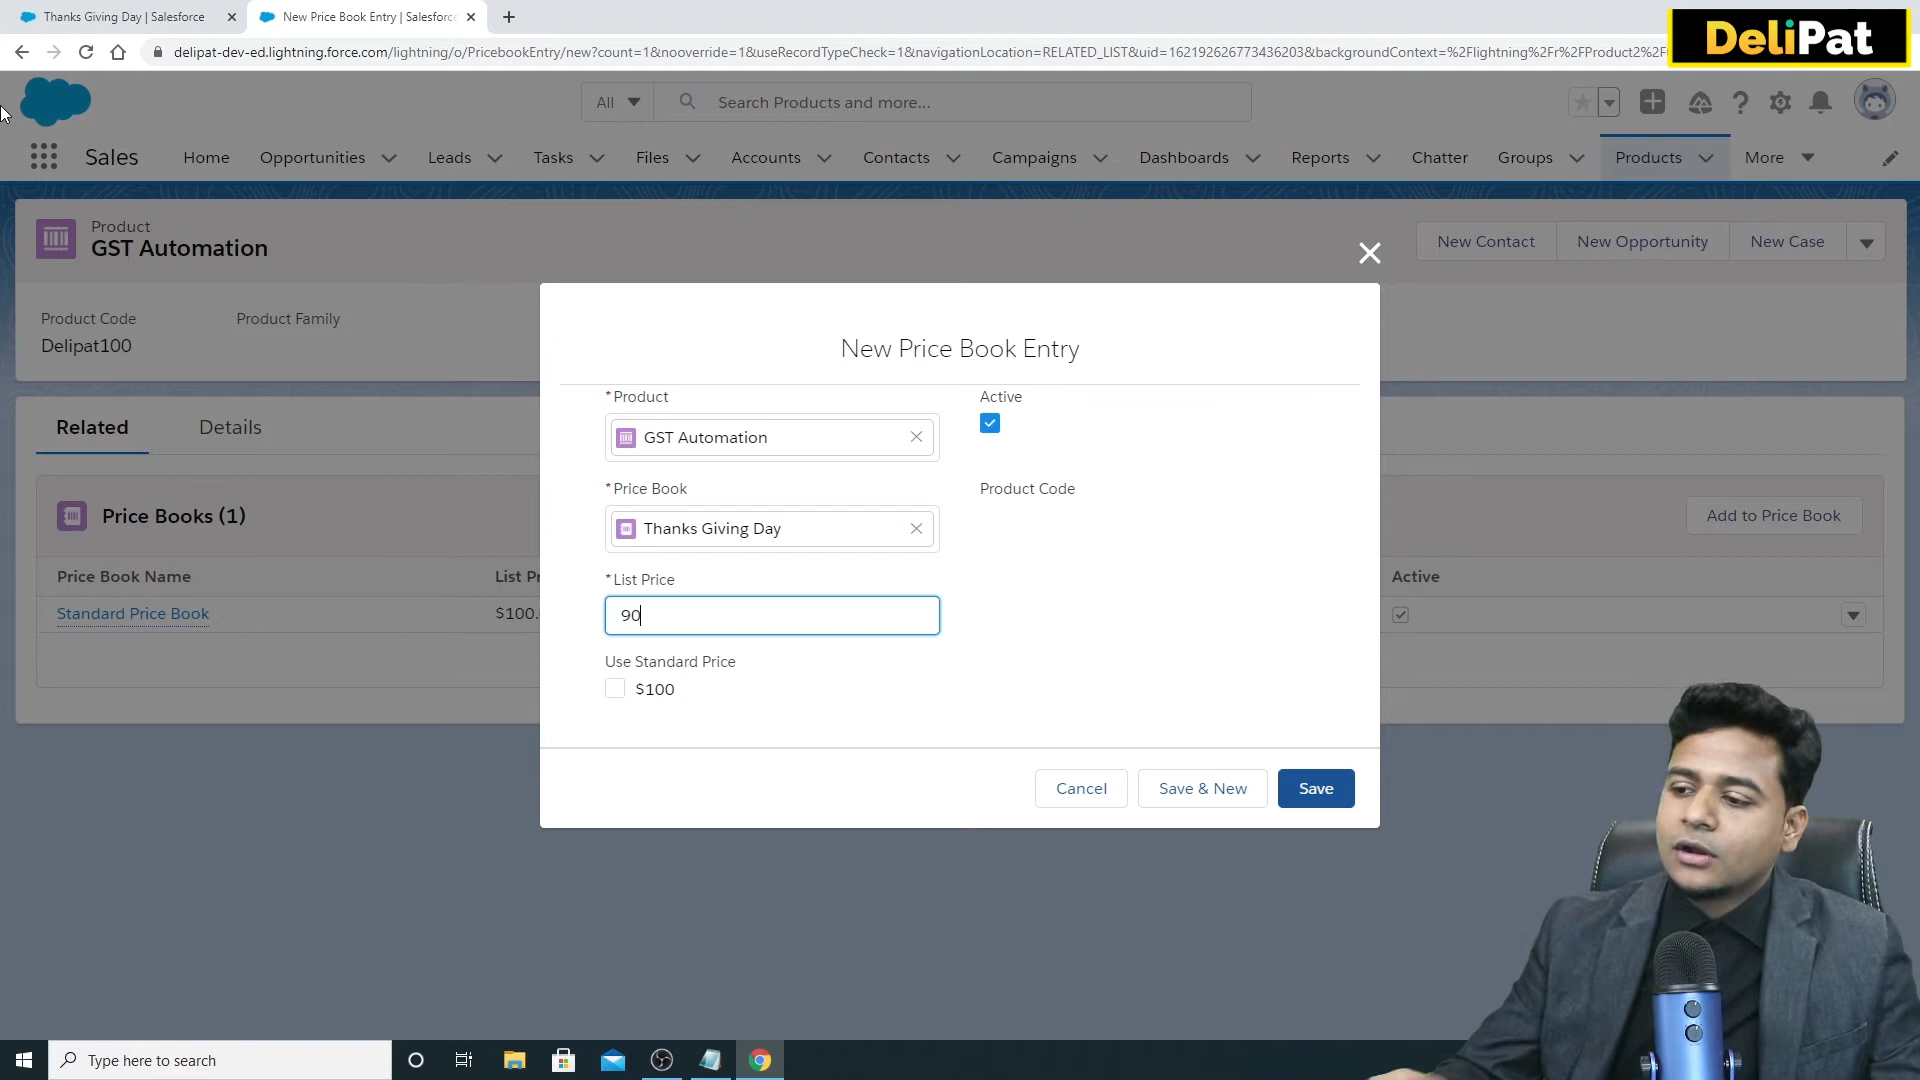 Thanks Giving Day | Salesforce
New Price Book Entry | Salesforce
DeliPat
delipat-dev-ed.lightning.force.com/lightning/o/PricebookEntry/new?count=1&nooverride=1&useRecordTypeCheck=1&navigationLocation=RELATED_LIST&uid=162192626773436203&backgroundContext=%2Flightning%2Fr%2FProduct2%2F
All
Search Products and more...
Sales
Home
Opportunities
Leads
Tasks
Files
Accounts
Contacts
Campaigns
Dashboards
Reports
Chatter
Groups
Products
More
Product
GST Automation
New Contact
New Opportunity
New Case
Product Code
Product Family
Delipat100
New Price Book Entry
Related
Details
*Product
Active
GST Automation
*Price Book
Product Code
Thanks Giving Day
Price Books (1)
Add to Price Book
Price Book Name
List Pr
Active
*List Price
Standard Price Book
$100.
90
Use Standard Price
$100
Cancel
Save & New
Save
Type here to search